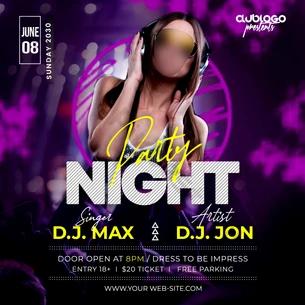 JUNE
08
SUNDAY 2030
CLUBLOGO
presents
Party
NIGHT
Singer
Artist
D.J. MAX
D.J. JON
DOOR OPEN AT 8PM / DRESS TO BE IMPRESS
ENTRY 18+ I $20 TICKET I FREE PARKING
WWW.YOUR WEB-SITE.COM